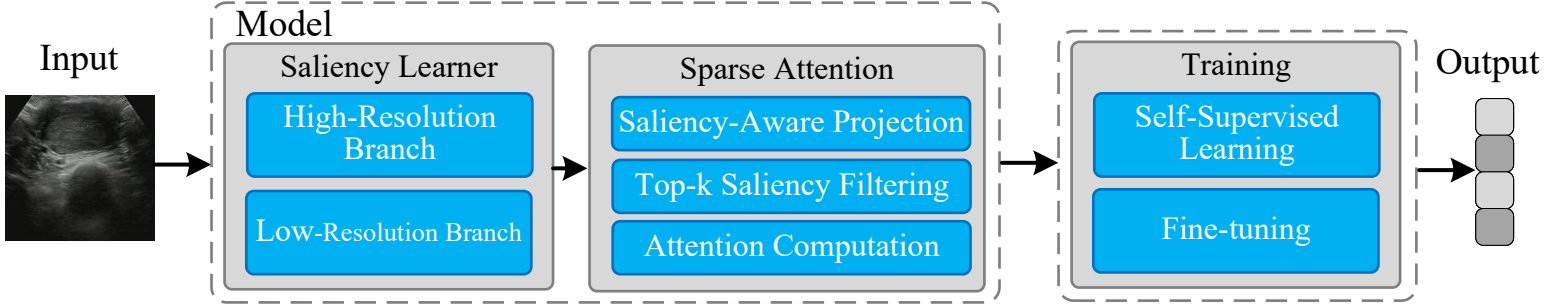 Input
Model
Saliency Learner
High-Resolution
Branch
Low-Resolution Branch
Sparse Attention
Saliency-Aware Projection
Top-k Saliency Filtering
Attention Computation
Training
Self-Supervised
Learning
Fine-tuning
Output